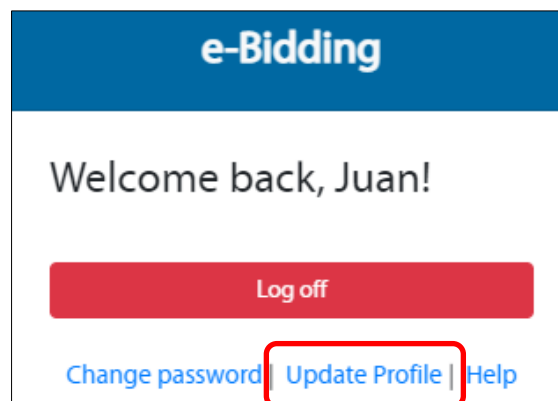 e-Bidding
Welcome back, Juan!
Log off
Change password | Update Profile | Help